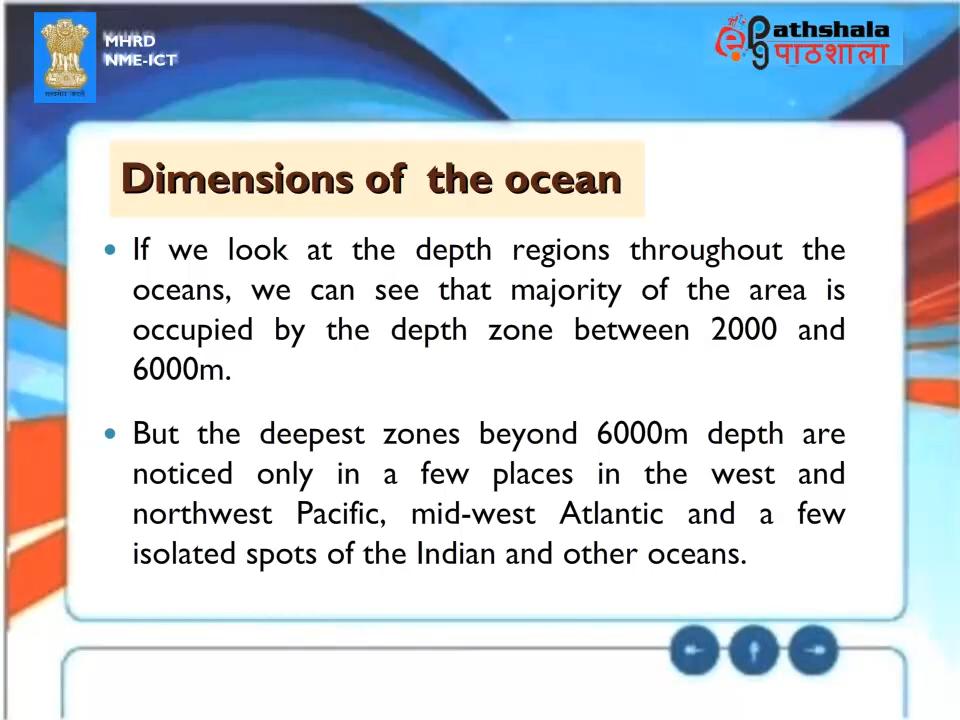 MHRD
NME-ICT
ePG athshala
पाठशाला
Dimensions of the ocean
• If we look at the depth regions throughout the
oceans, we can see that majority of the area is
occupied by the depth zone between 2000 and
6000m.
• But the deepest zones beyond 6000m depth are
noticed only in a few places in the west and
northwest Pacific, mid-west Atlantic and a few
isolated spots of the Indian and other oceans.